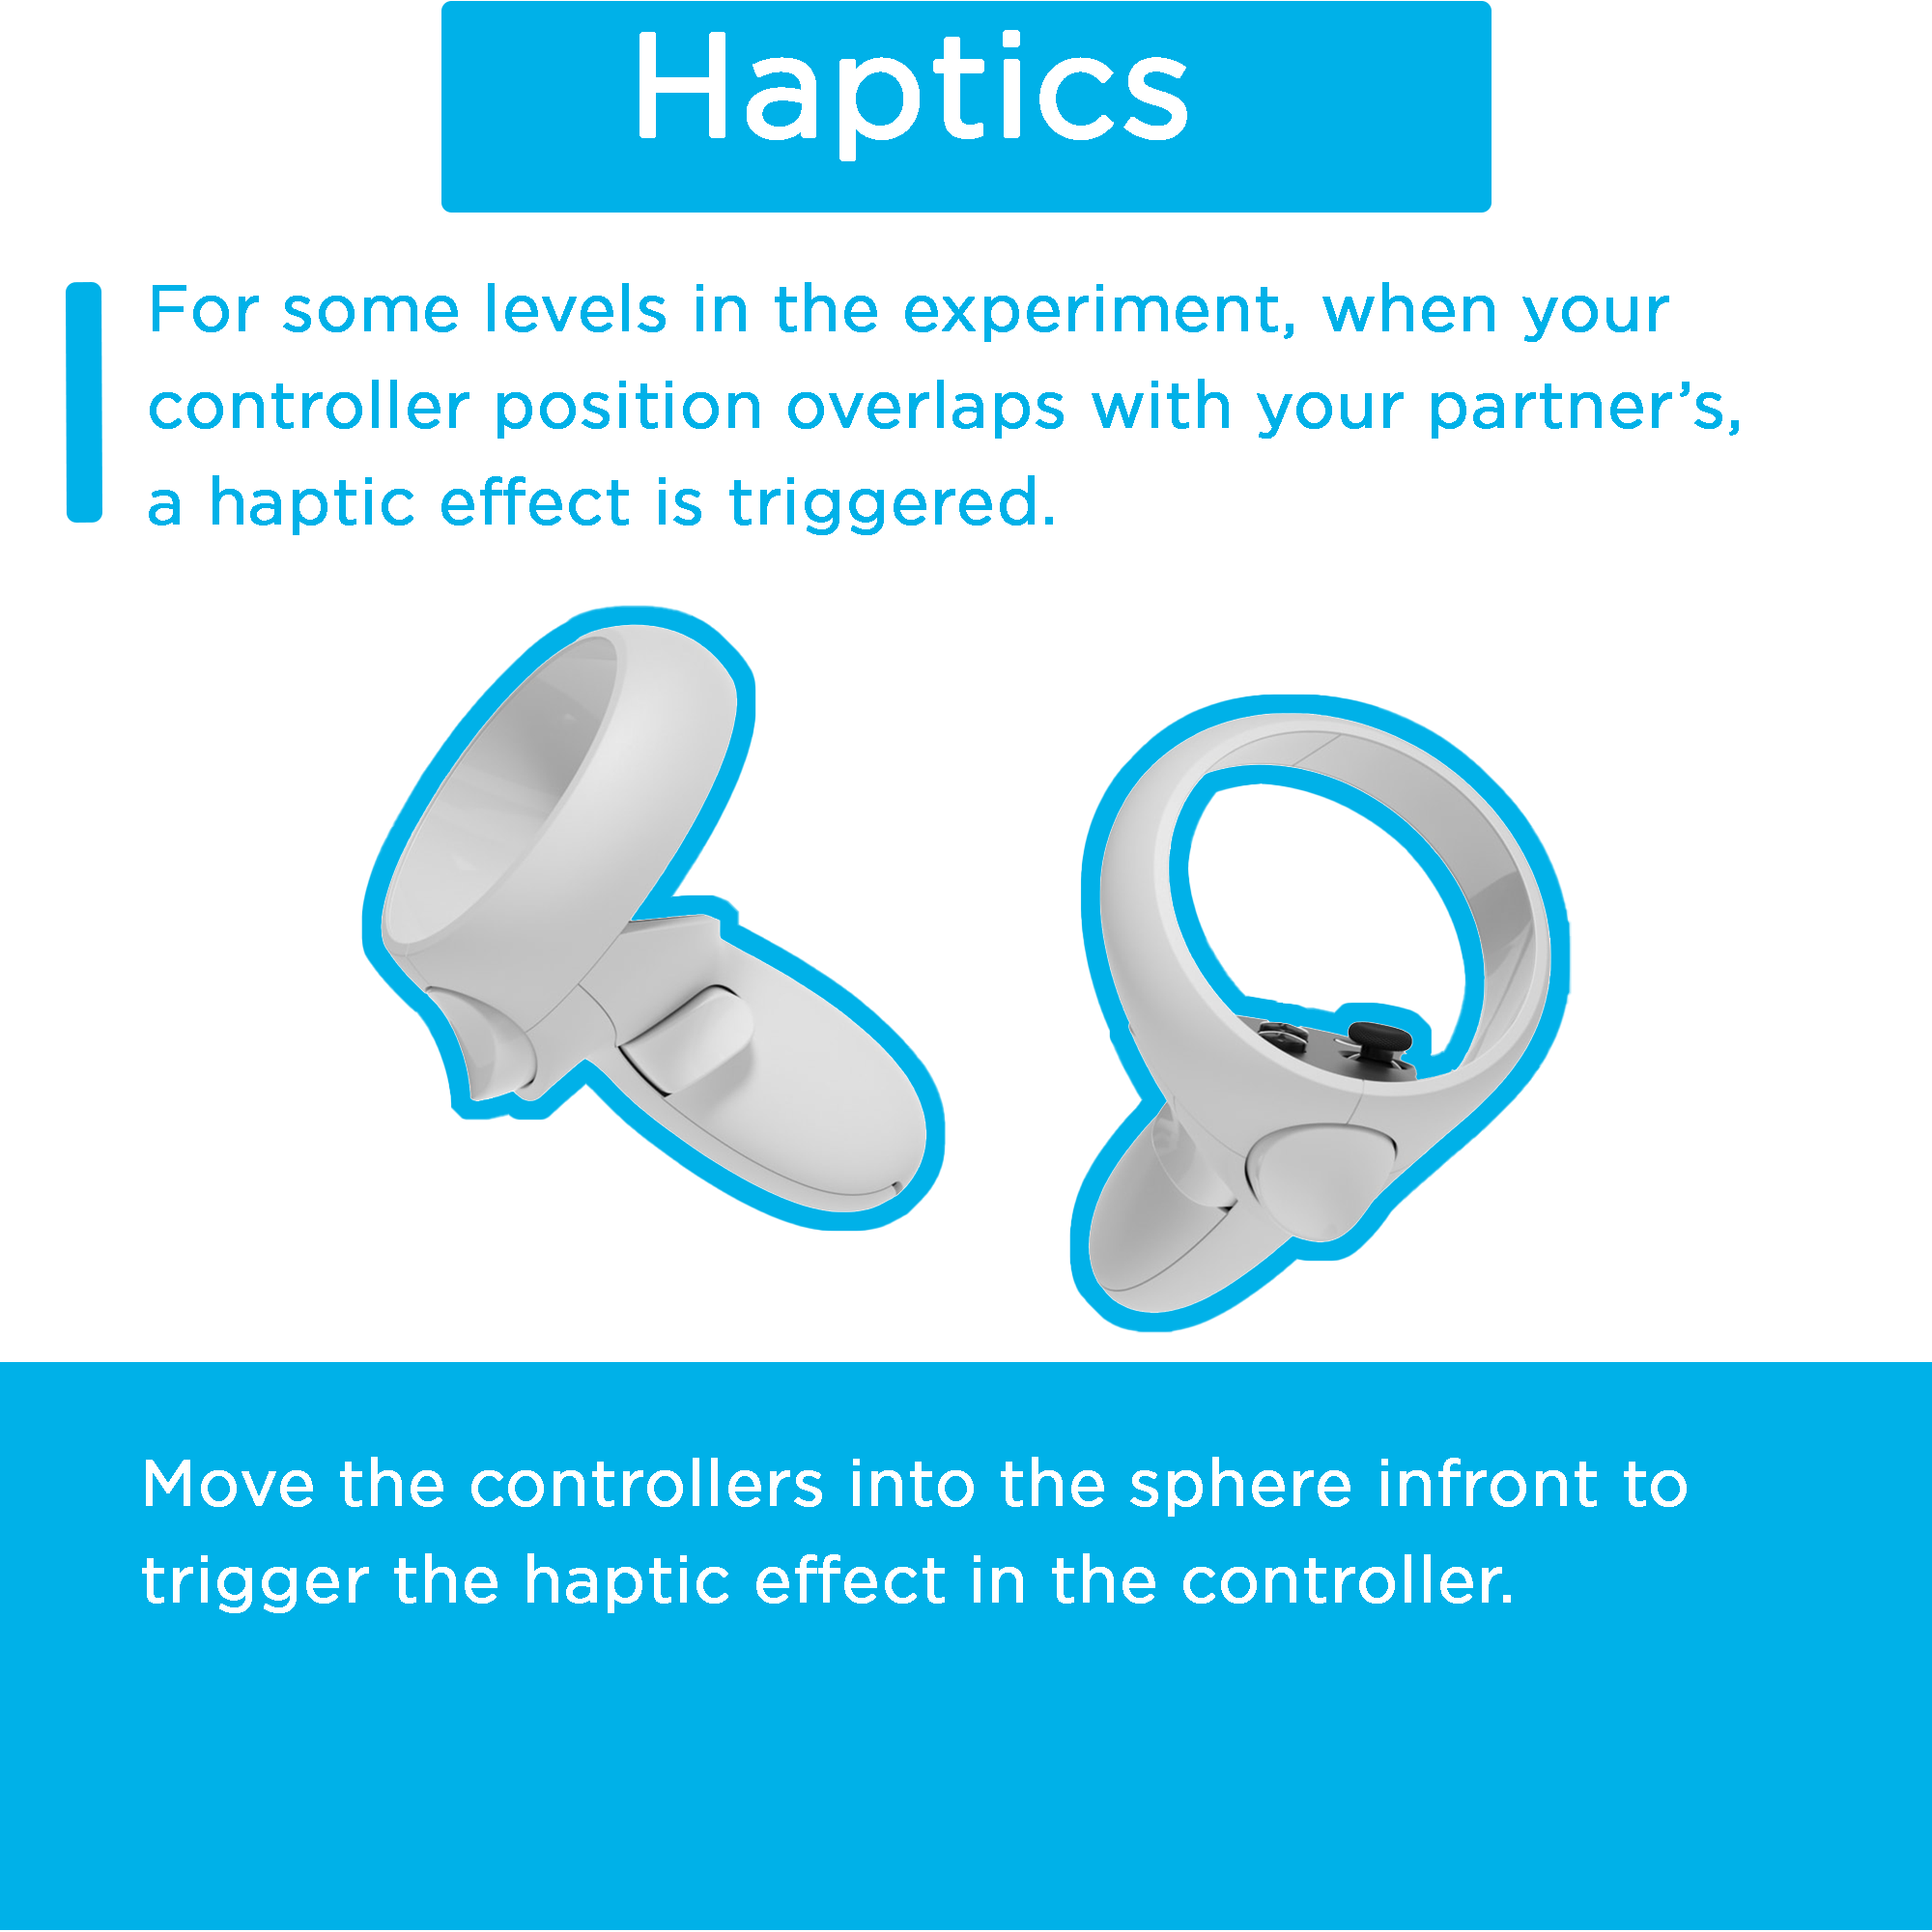 Haptics
For some levels in the experiment, when your
controller position overlaps with your partner’s,
a haptic effect is triggered.
Move the controllers into the sphere infront to
trigger the haptic effect in the controller.